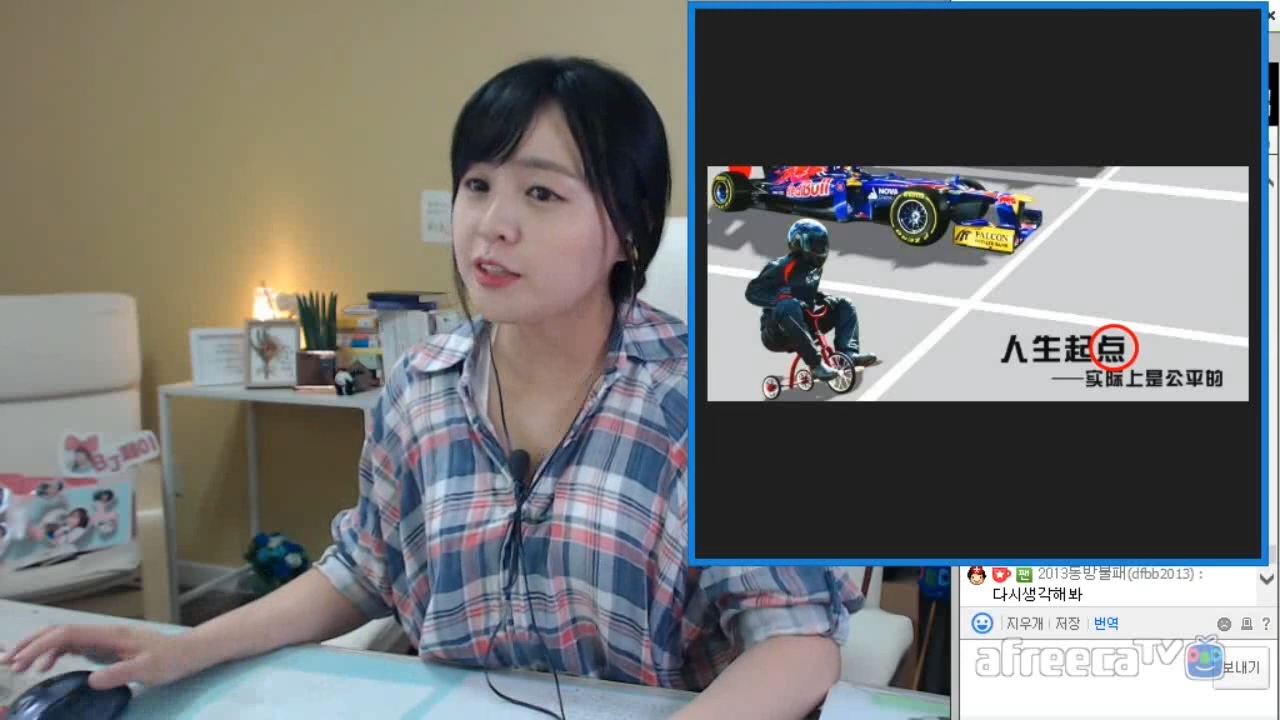 RedBull
NOVA
FALCON
人生起点
——实际上是公平的
2013동방불패(dfbb2013) :
다시생각해봐
지우개 | 저장 | 번역
?
afreecaTV
보내기